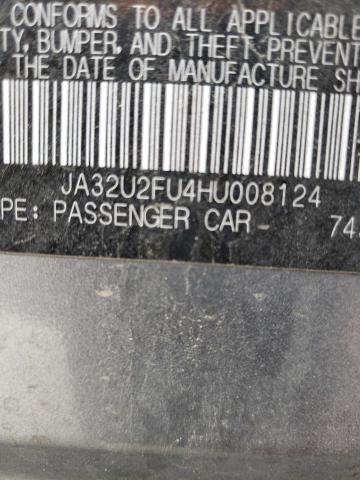 CONFORMS TO ALL APPLICABLE
TY, BUMPER, AND THEFT PREVENT
THE DATE OF MANUFACTURE SH
JA32U2FU4HU008124
PE: PASSENGER CAR 74